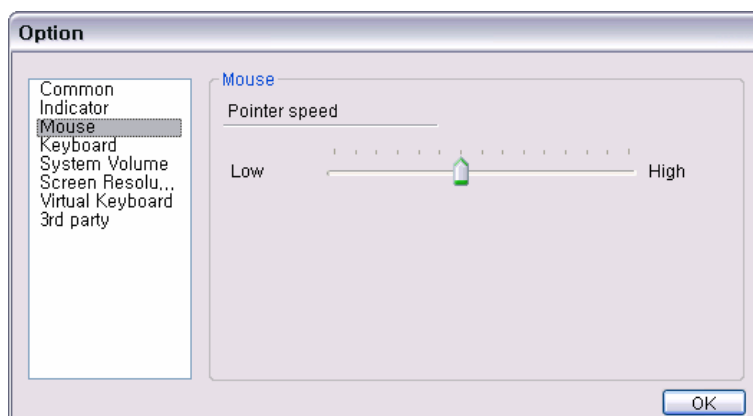 Option
Common
Indicator
Mouse
Keyboard
System Volume
Screen Resolu,,,
Virtual Keyboard
3rd party
Mouse
Pointer speed
Low
High
OK